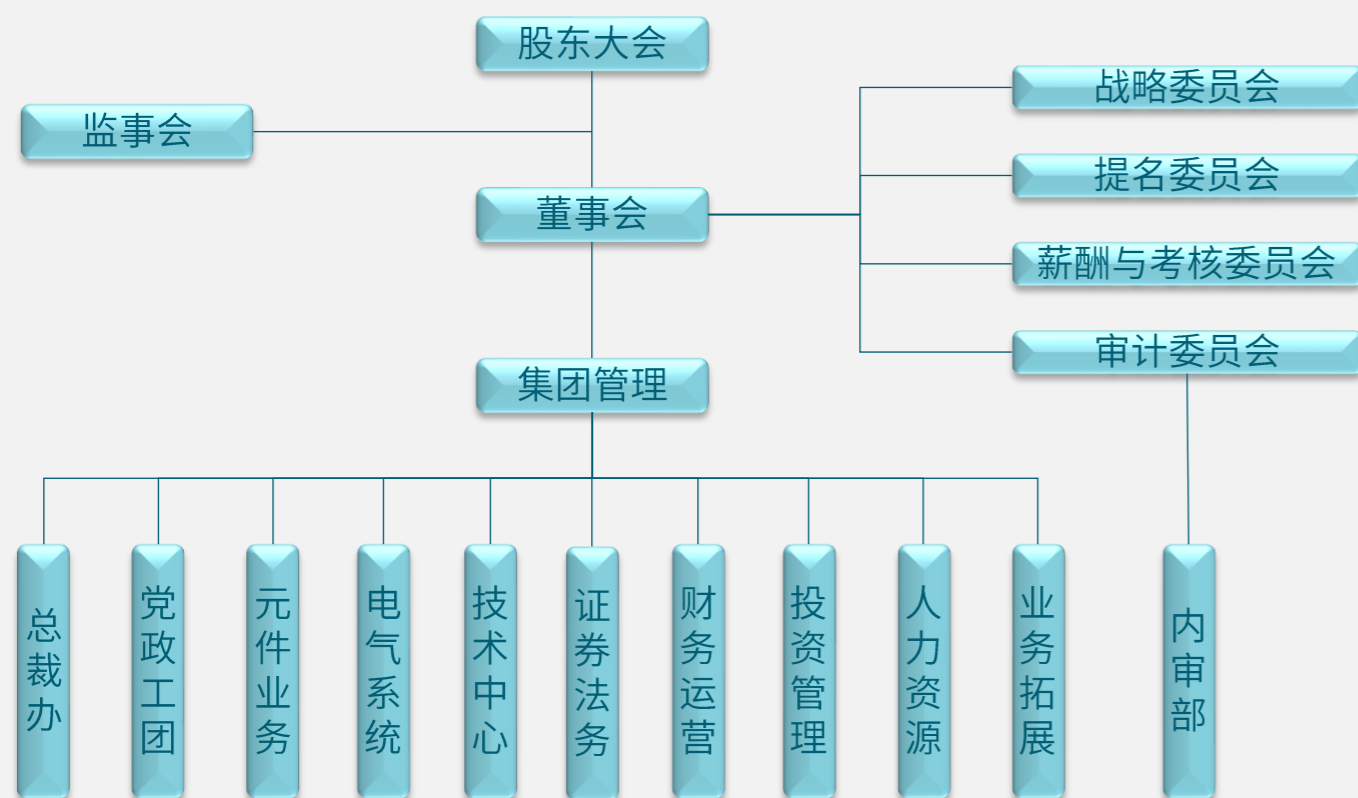 股东大会
监事会
董事会
战略委员会
提名委员会
薪酬与考核委员会
审计委员会
集团管理
总裁办
党政工团
元件业务
电气系统
技术中心
证券法务
财务运营
投资管理
人力资源
业务拓展
内审部